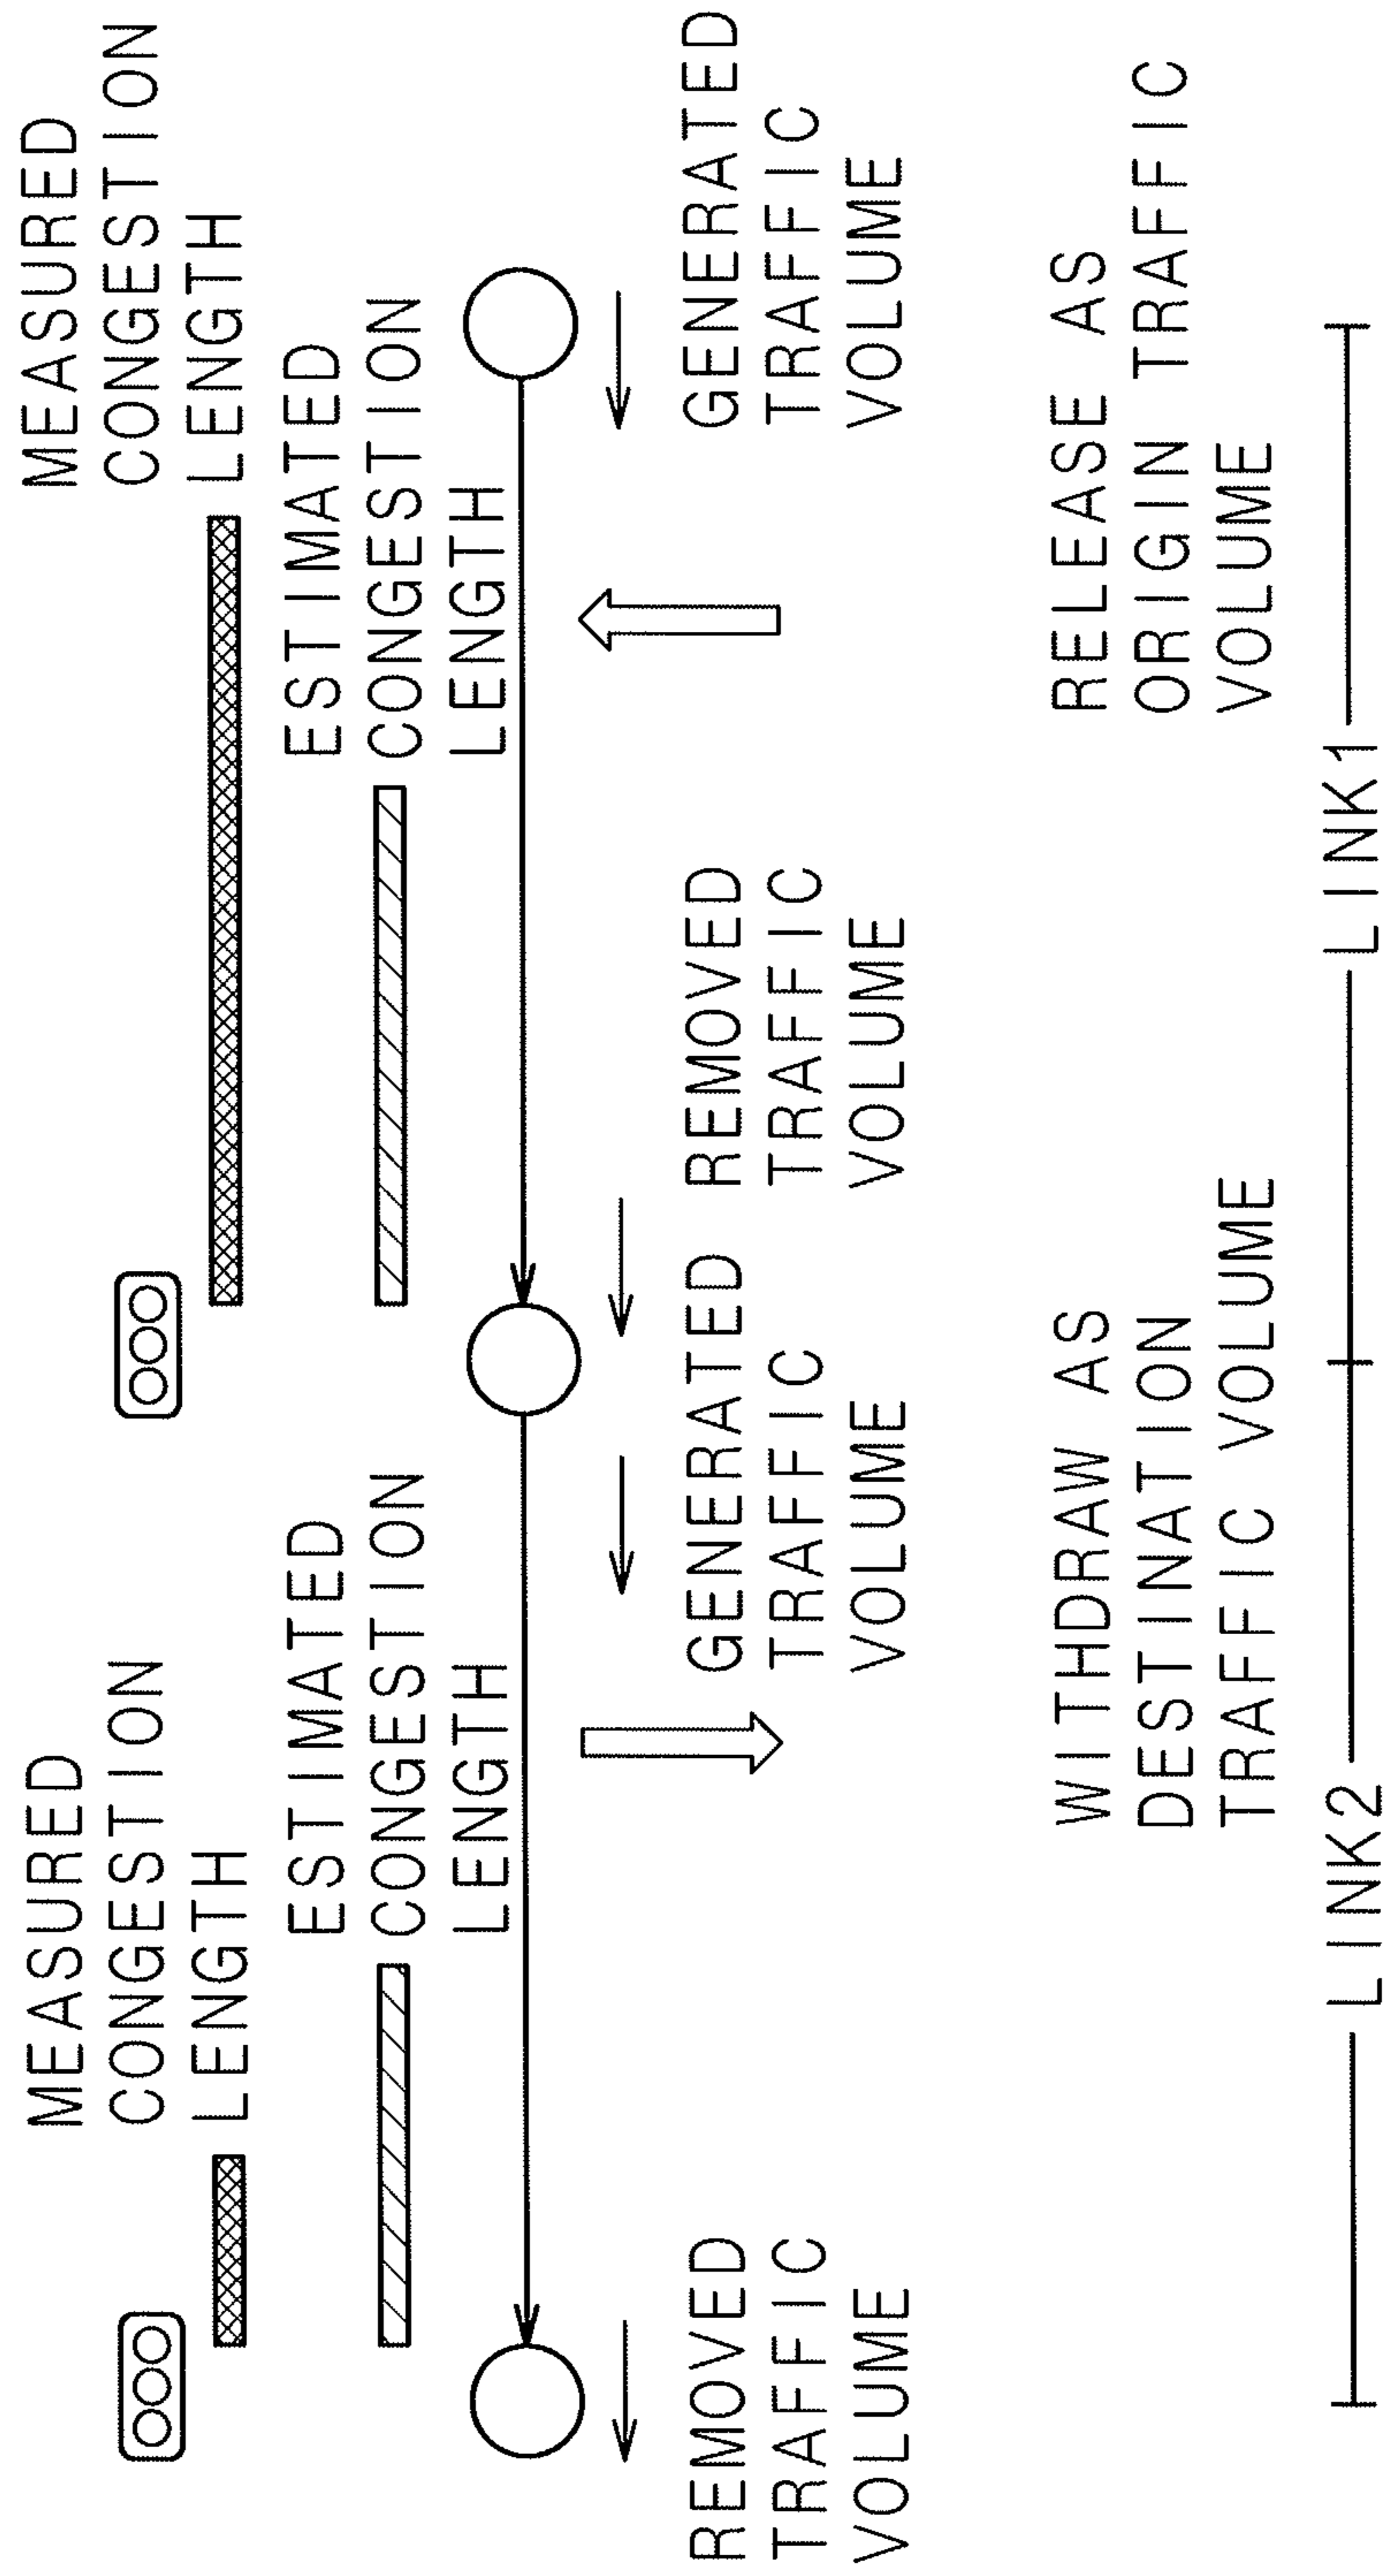 MEASURED
CONGESTION
LENGTH
MEASURED
CONGESTION
LENGTH
ESTIMATED
CONGESTION
LENGTH
ESTIMATED
CONGESTION
LENGTH
REMOVED
TRAFFIC
VOLUME
GENERATED
TRAFFIC
VOLUME
REMOVED
TRAFFIC
VOLUME
GENERATED
TRAFFIC
VOLUME
WITHDRAW AS
DESTINATION
TRAFFIC VOLUME
RELEASE AS
ORIGIN TRAFFIC
VOLUME
LINK2
LINK1